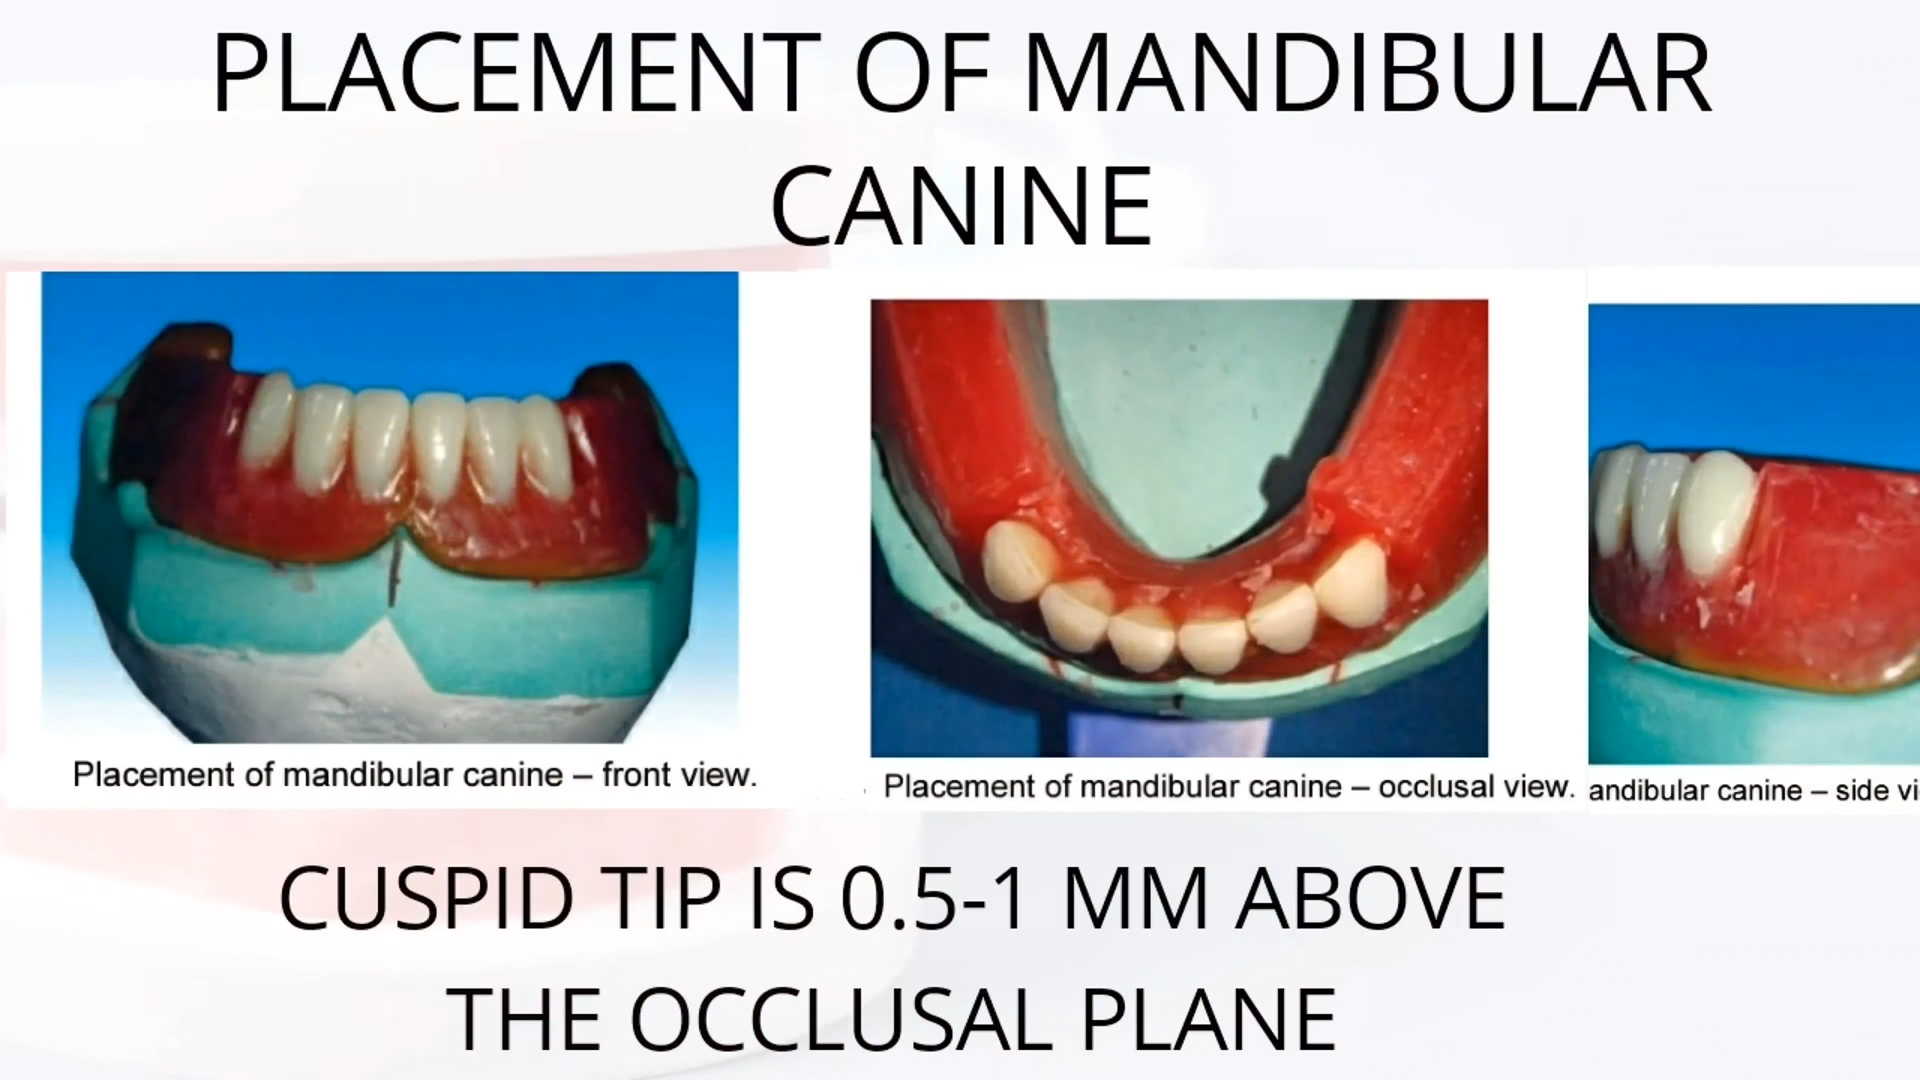 PLACEMENT OF MANDIBULAR
CANINE
Placement of mandibular canine – front view.
Placement of mandibular canine – occlusal view.
andibular canine – side vi
CUSPID TIP IS 0.5-1 MM ABOVE
THE OCCLUSAL PLANE